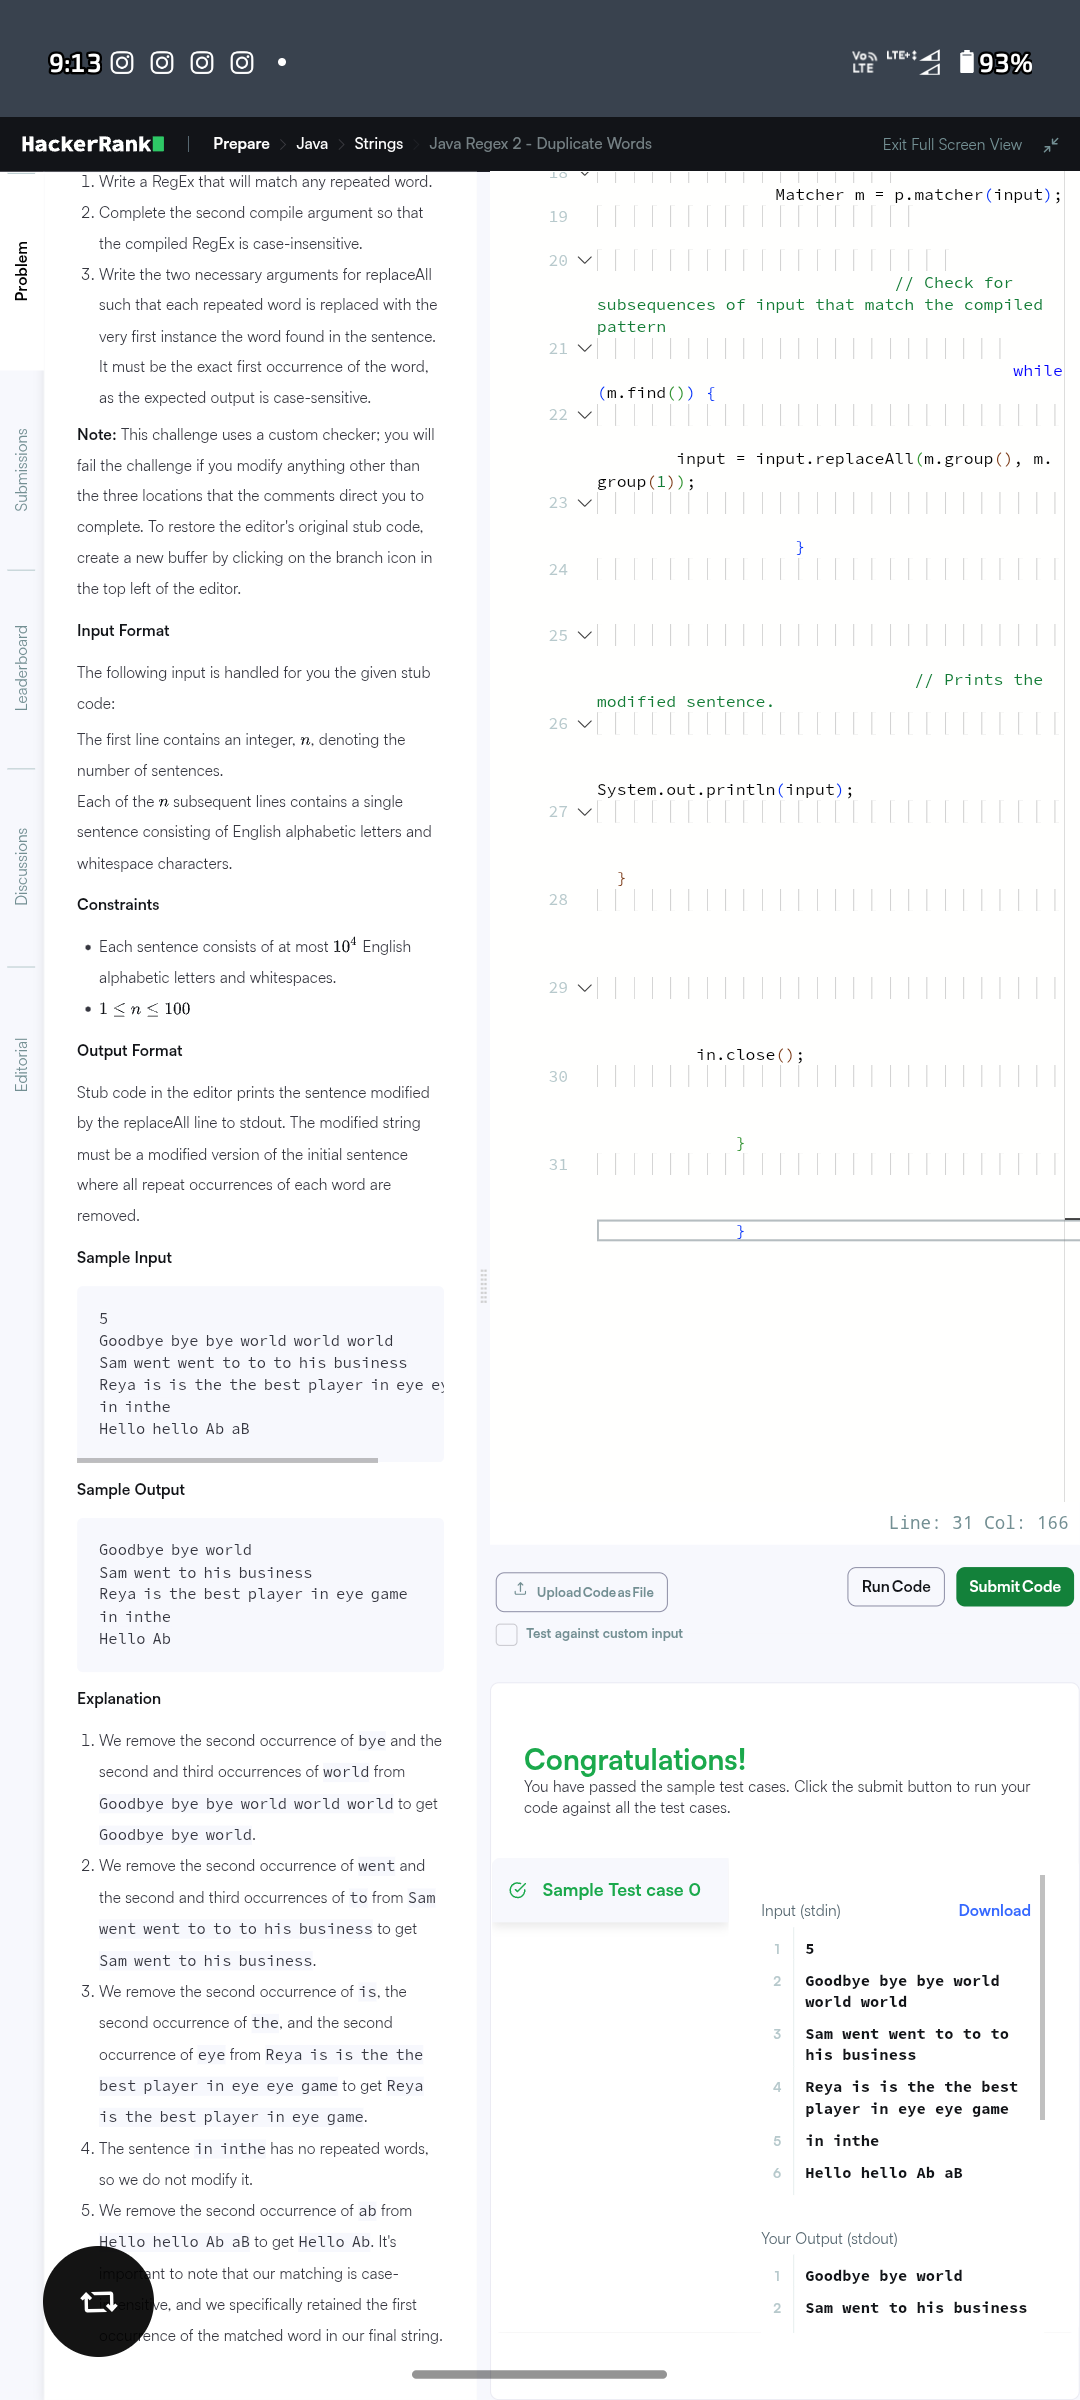 9:13
Vo LTE LTE+ 93%
HackerRank Prepare Java Strings Java Regex 2 - Duplicate Words Exit Full Screen View
Problem
Submissions
Leaderboard
Discussions
Editorial
1. Write a RegEx that will match any repeated word.
2. Complete the second compile argument so that
the compiled RegEx is case-insensitive.
3. Write the two necessary arguments for replaceAll
such that each repeated word is replaced with the
very first instance the word found in the sentence.
It must be the exact first occurrence of the word,
as the expected output is case-sensitive.
Note: This challenge uses a custom checker; you will
fail the challenge if you modify anything other than
the three locations that the comments direct you to
complete. To restore the editor's original stub code,
create a new buffer by clicking on the branch icon in
the top left of the editor.
Input Format
The following input is handled for you the given stub
code:
The first line contains an integer, n, denoting the
number of sentences.
Each of the n subsequent lines contains a single
sentence consisting of English alphabetic letters and
whitespace characters.
Constraints
• Each sentence consists of at most 10⁴ English
alphabetic letters and whitespaces.
• 1 ≤ n ≤ 100
Output Format
Stub code in the editor prints the sentence modified
by the replaceAll line to stdout. The modified string
must be a modified version of the initial sentence
where all repeat occurrences of each word are
removed.
Sample Input
5
Goodbye bye bye world world world
Sam went went to to to his business
Reya is is the the best player in eye ey
in inthe
Hello hello Ab aB
Sample Output
Goodbye bye world
Sam went to his business
Reya is the best player in eye game
in inthe
Hello Ab
Explanation
1. We remove the second occurrence of bye and the
second and third occurrences of world from
Goodbye bye bye world world world to get
Goodbye bye world.
2. We remove the second occurrence of went and
the second and third occurrences of to from Sam
went went to to to his business to get
Sam went to his business.
3. We remove the second occurrence of is, the
second occurrence of the, and the second
occurrence of eye from Reya is is the the
best player in eye eye game to get Reya
is the best player in eye game.
4. The sentence in inthe has no repeated words,
so we do not modify it.
5. We remove the second occurrence of ab from
Hello hello Ab aB to get Hello Ab. It's
important to note that our matching is case-
, and we specifically retained the first
occurrence of the matched word in our final string.
18
Matcher m = p.matcher(input);
19
20
// Check for
subsequences of input that match the compiled
pattern
21
while
(m.find()) {
22
input = input.replaceAll(m.group(), m.
group(1));
23
}
24
25
// Prints the
modified sentence.
26
System.out.println(input);
27
}
28
29
in.close();
30
}
31
}
Line: 31 Col: 166
Upload Code as File Run Code Submit Code
Test against custom input
Congratulations!
You have passed the sample test cases. Click the submit button to run your
code against all the test cases.
Sample Test case 0
Input (stdin) Download
1 5
2 Goodbye bye bye world
world world
3 Sam went went to to to
his business
4 Reya is is the the best
player in eye eye game
5 in inthe
6 Hello hello Ab aB
Your Output (stdout)
1 Goodbye bye world
2 Sam went to his business